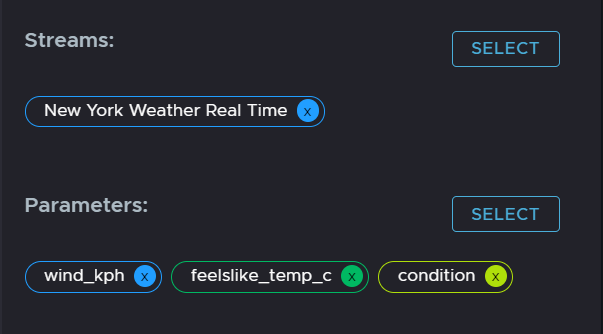 Streams:
SELECT
New York Weather Real Time x
Parameters:
SELECT
wind_kph x feelslike_temp_c x condition x